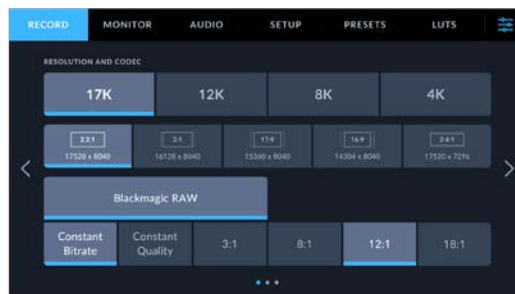 RECORD MONITOR AUDIO SETUP PRESETS LUTS
RESOLUTION AND CODEC
17K 12K 8K 4K
2.2:1 2:1 17:9 16:9 2.4:1
17520 x 8040 16128 x 8040 15360 x 8040 14304 x 8040 17520 x 7296
Blackmagic RAW
Constant Bitrate Constant Quality 3:1 8:1 12:1 18:1